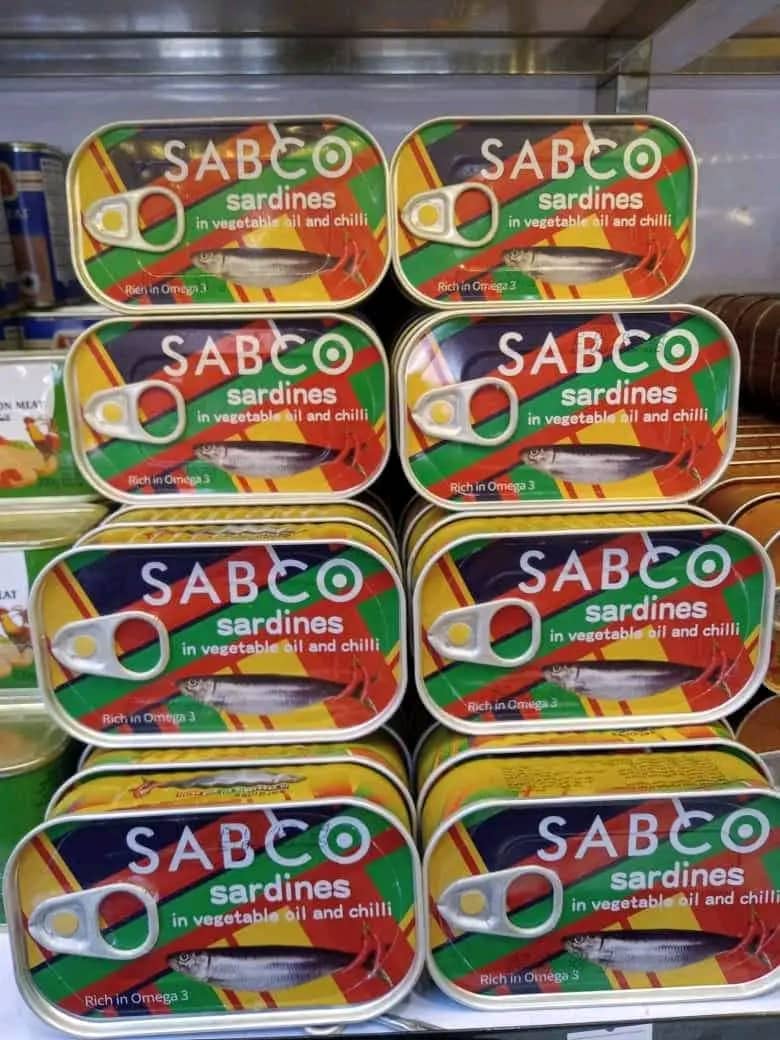 SABCO
sardines
in vegetable oil and chilli
Rich in Omega 3
SABCO
sardines
in vegetable oil and chilli
Rich in Omega 3
SABCO
sardines
in vegetable oil and chilli
Rich in Omega 3
SABCO
sardines
in vegetable oil and chilli
Rich in Omega 3
ON MEAT
EAT
SABCO
sardines
in vegetable oil and chilli
Rich in Omega 3
SABCO
sardines
in vegetable oil and chilli
Rich in Omega 3
SABCO
sardines
in vegetable oil and chilli
Rich in Omega 3
SABCO
sardines
in vegetable oil and chilli
Rich in Omega 3